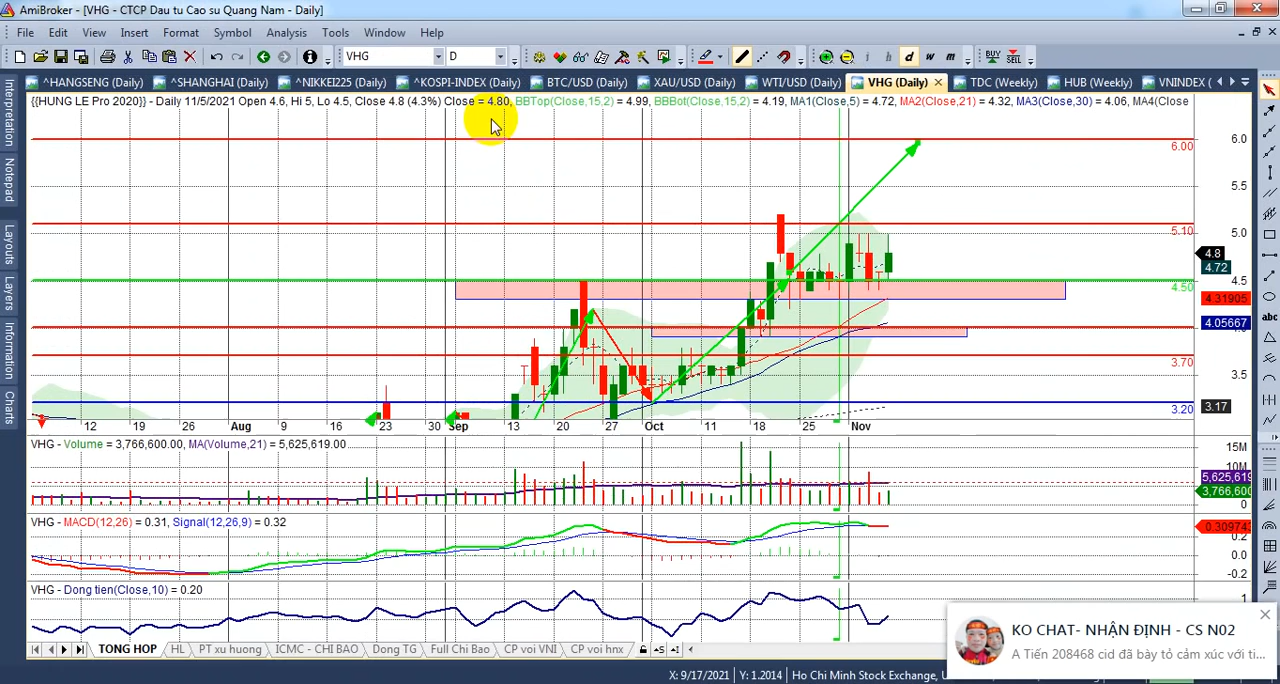 AmiBroker - [VHG - CTCP Dau tu Cao su Quang Nam - Daily]
File Edit View Insert Format Symbol Analysis Tools Window Help
VHG D d w m BUY SELL
^HANGSENG (Daily) ^SHANGHAI (Daily) ^NIKKEI225 (Daily) ^KOSPI-INDEX (Daily) BTC/USD (Daily) XAU/USD (Daily) WTI/USD (Daily) VHG (Daily) TDC (Weekly) HUB (Weekly) VNINDEX (
{{HUNG LE Pro 2020}} - Daily 11/5/2021 Open 4.6, Hi 5, Lo 4.5, Close 4.8 (4.3%) Close = 4.80, BBTop(Close,15,2) = 4.99, BBBot(Close,15,2) = 4.19, MA1(Close,5) = 4.72, MA2(Close,21) = 4.32, MA3(Close,30) = 4.06, MA4(Close
Interpretation
Notepad
Layouts
Layers
Information
Charts
abc
6.0
6.00
5.5
5.10
5.0
4.8
4.72
4.5
4.50
4.31905
4.05667
3.70
3.5
3.20
3.17
12 19 26 Aug 9 16 23 30 Sep 13 20 27 Oct 11 18 25 Nov
VHG - Volume = 3,766,600.00, MA(Volume,21) = 5,625,619.00
15M
10M
5,625,619
3,766,600
0
VHG - MACD(12,26) = 0.31, Signal(12,26,9) = 0.32
0.309743
0.2
0.0
-0.2
VHG - Dong tien(Close,10) = 0.20
1
KO CHAT- NHẬN ĐỊNH - CS N02
A Tiến 208468 cid đã bày tỏ cảm xúc với ti...
TONG HOP HL PT xu huong ICMC - CHI BAO Dong TG Full Chi Bao CP voi VNI CP voi hnx
X: 9/17/2021 Y: 1.2014 Ho Chi Minh Stock Exchange,